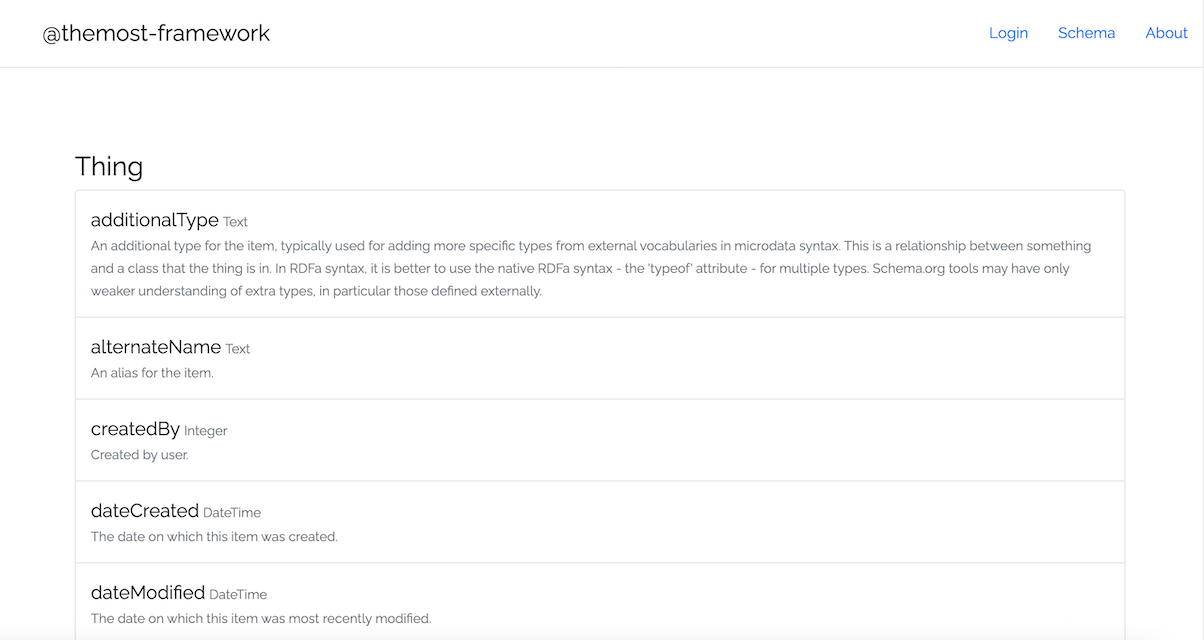 @themost-framework
Login Schema About
Thing
additionalType Text
An additional type for the item, typically used for adding more specific types from external vocabularies in microdata syntax. This is a relationship between something
and a class that the thing is in. In RDFa syntax, it is better to use the native RDFa syntax - the 'typeof' attribute - for multiple types. Schema.org tools may have only
weaker understanding of extra types, in particular those defined externally.
alternateName Text
An alias for the item.
createdBy Integer
Created by user.
dateCreated DateTime
The date on which this item was created.
dateModified DateTime
The date on which this item was most recently modified.